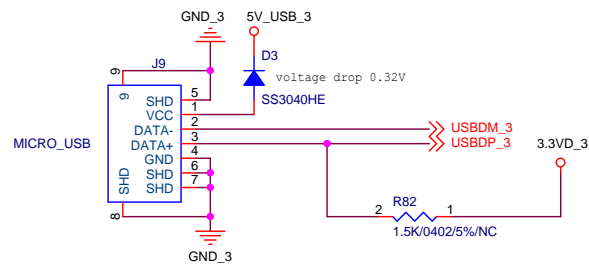 GND_3
5V_USB_3
D3
voltage drop 0.32V
SS3040HE
J9
9
9
SHD 5
VCC 1
DATA- 2
DATA+ 3
GND 4
SHD 6
SHD 7
SHD
8
MICRO_USB
USBDM_3
USBDP_3
3.3VD_3
R82
2 1
1.5K/0402/5%/NC
GND_3